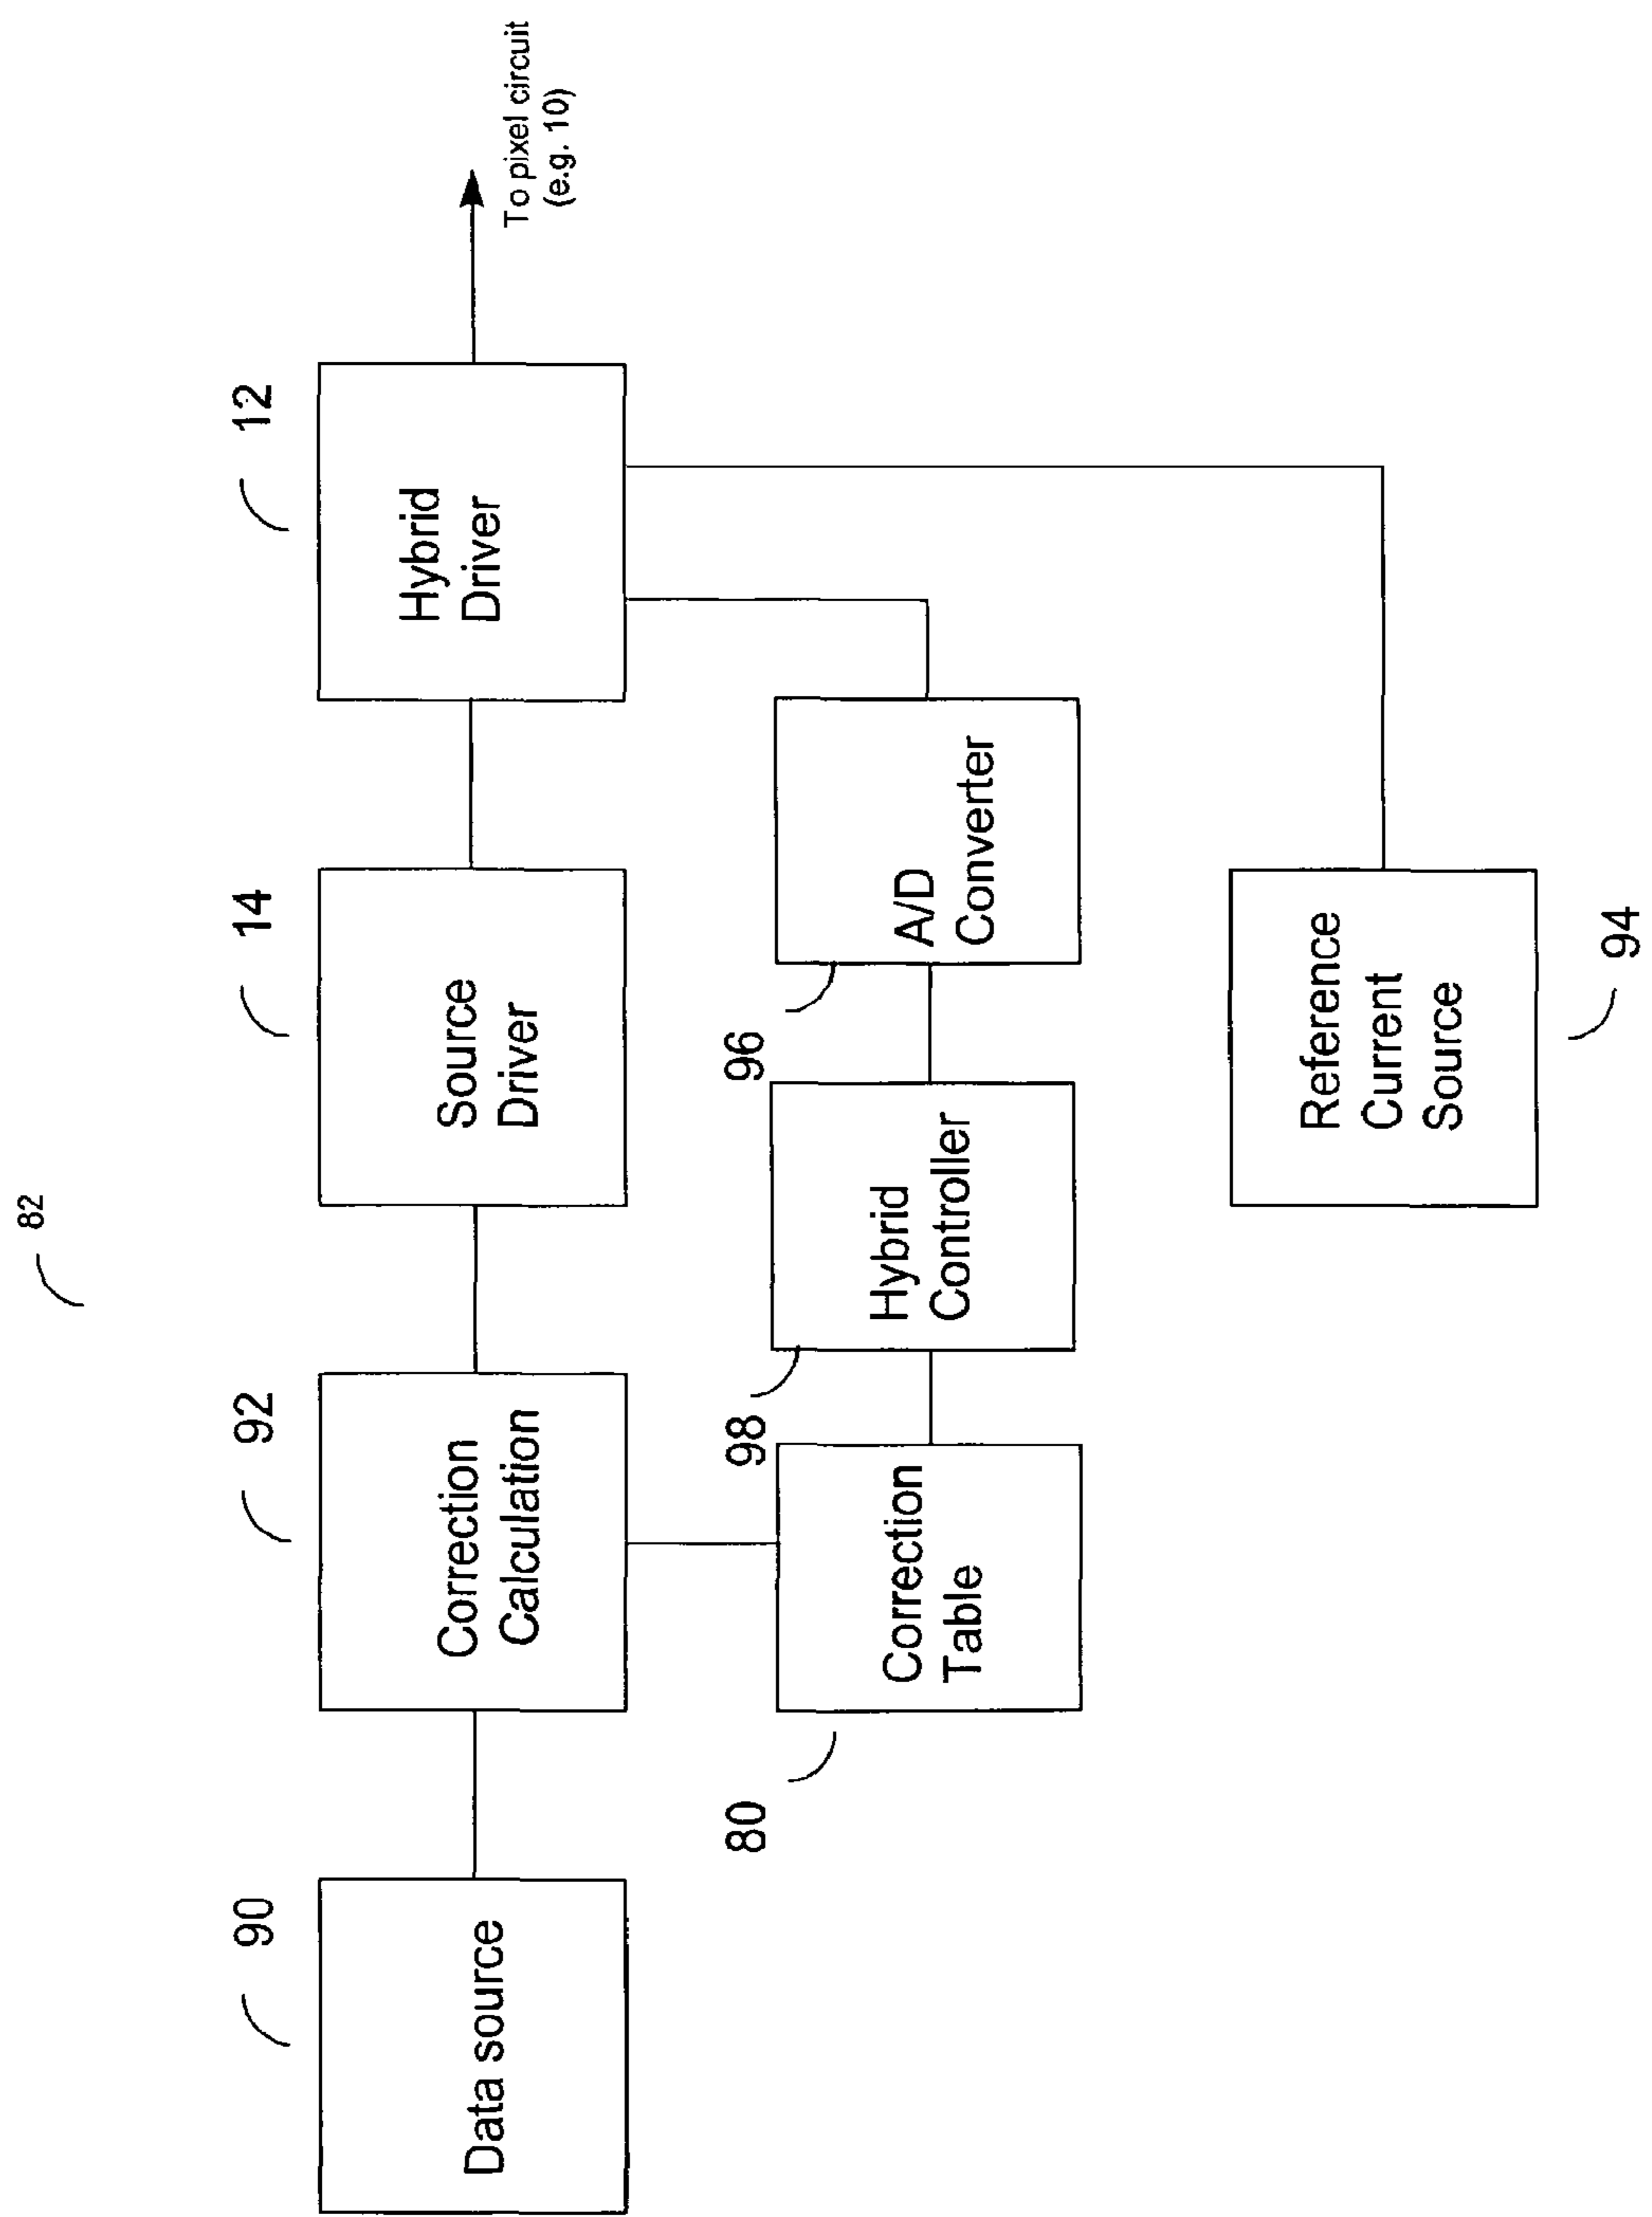 82
90
92
14
12
Data source
Correction
Calculation
Source
Driver
Hybrid
Driver
To pixel circuit
(e.g. 10)
80
98
96
Correction
Table
Hybrid
Controller
A/D
Converter
Reference
Current
Source
94